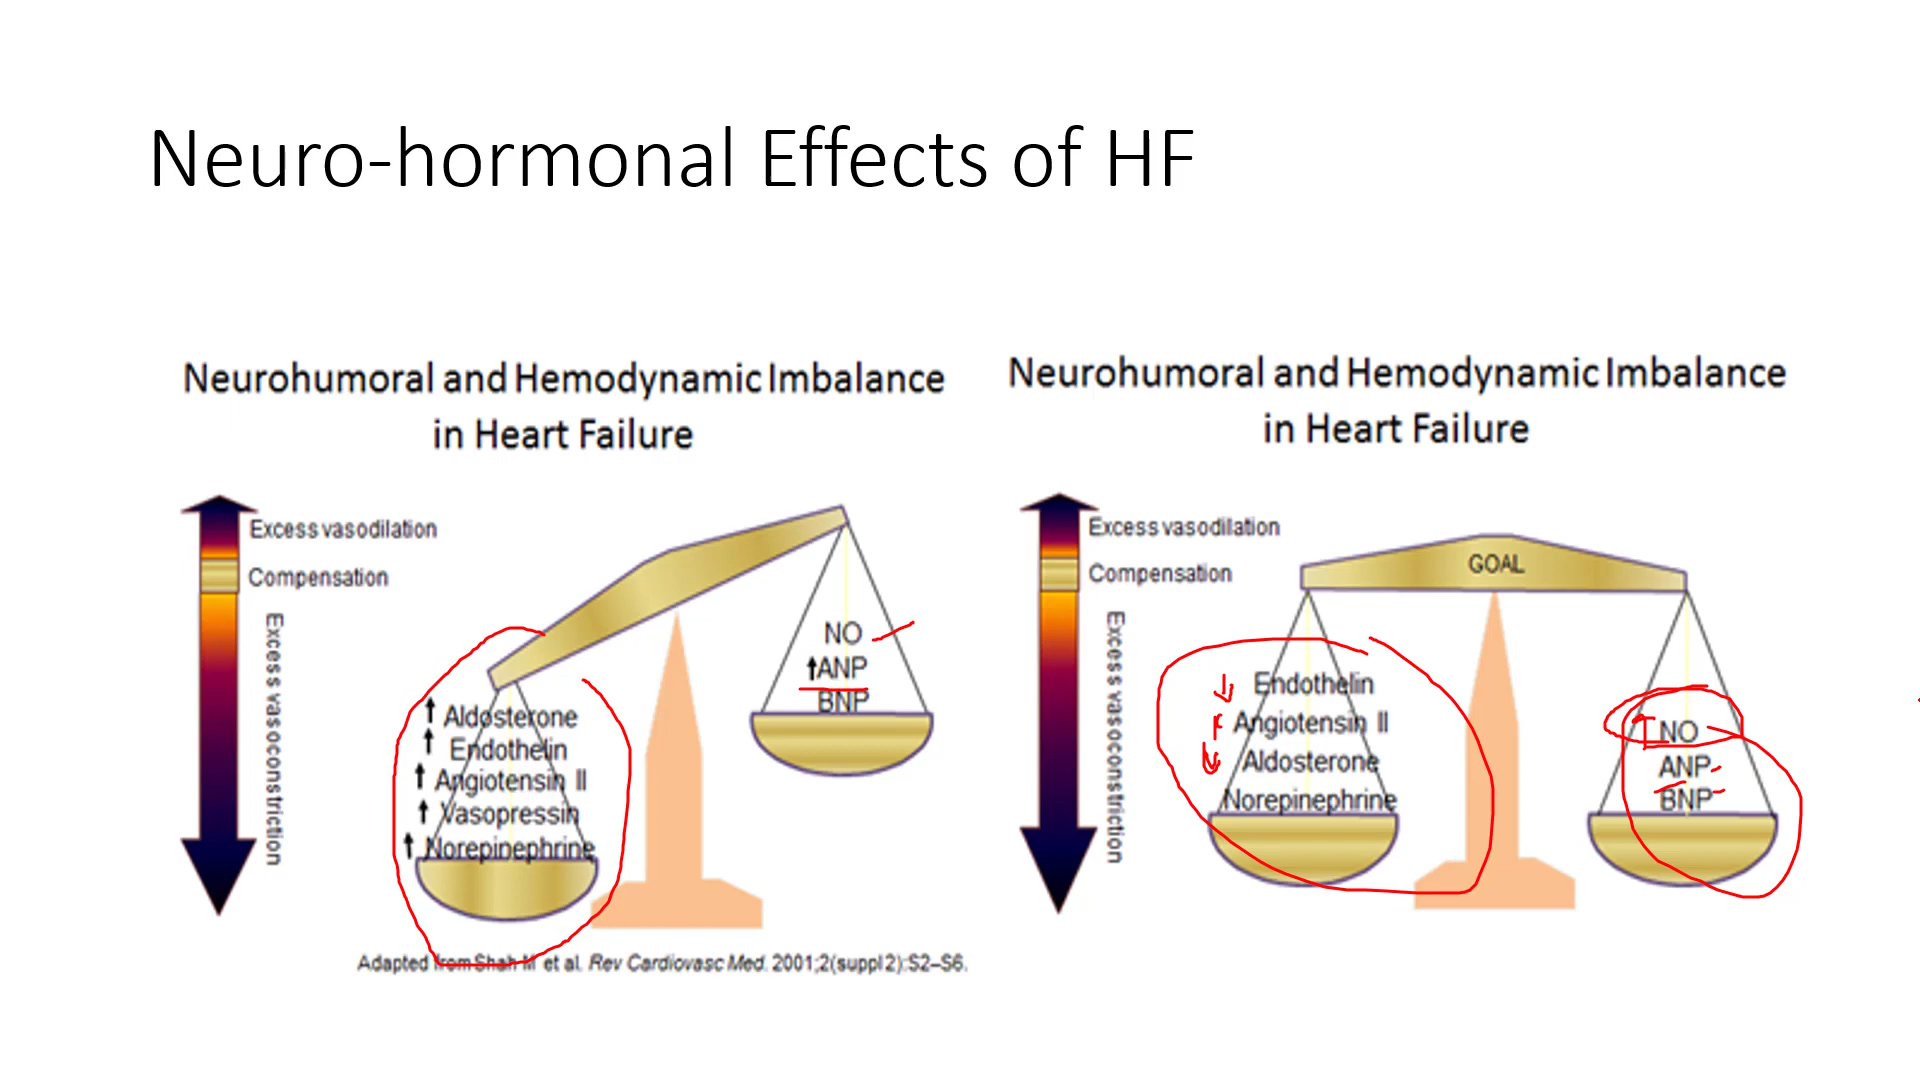 Neuro-hormonal Effects of HF
Neurohumoral and Hemodynamic Imbalance
in Heart Failure
Excess vasodilation
Compensation
Excess vasoconstriction
NO
↑ANP
BNP
↑ Aldosterone
↑ Endothelin
↑ Angiotensin II
↑ Vasopressin
↑ Norepinephrine
Adapted from Shah M et al. Rev Cardiovasc Med. 2001;2(suppl 2):S2–S6.
Neurohumoral and Hemodynamic Imbalance
in Heart Failure
Excess vasodilation
Compensation
Excess vasoconstriction
GOAL
Endothelin
Angiotensin II
Aldosterone
Norepinephrine
NO
ANP
BNP